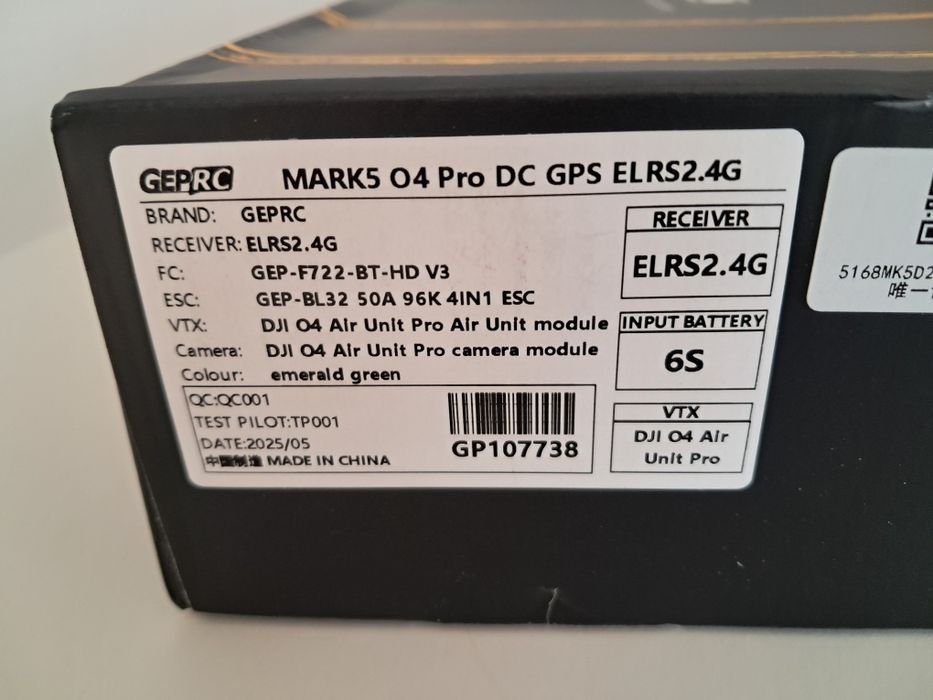 GEPRC MARK5 O4 Pro DC GPS ELRS2.4G
BRAND: GEPRC
RECEIVER: ELRS2.4G
FC: GEP-F722-BT-HD V3
ESC: GEP-BL32 50A 96K 4IN1 ESC
VTX: DJI O4 Air Unit Pro Air Unit module
Camera: DJI O4 Air Unit Pro camera module
Colour: emerald green
QC:QC001
TEST PILOT:TP001
DATE:2025/05
中国制造 MADE IN CHINA
GP107738
RECEIVER
ELRS2.4G
INPUT BATTERY
6S
VTX
DJI O4 Air
Unit Pro
5168MK5D2
唯一